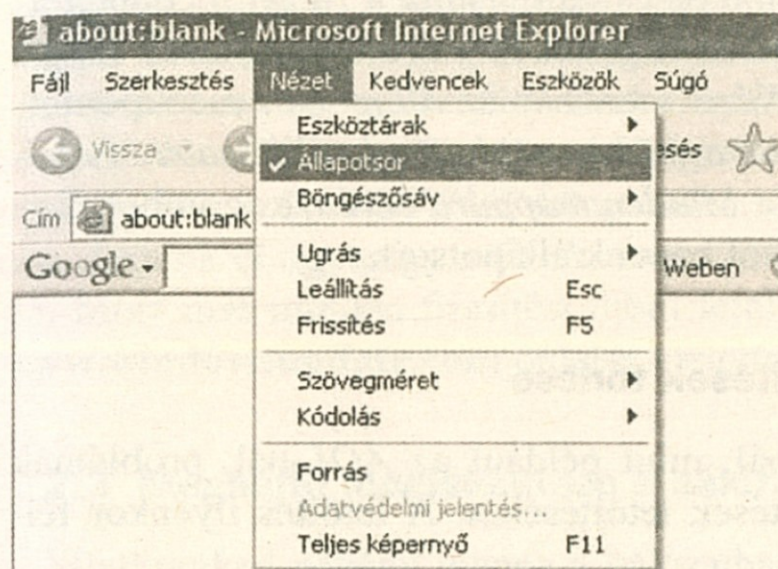 about:blank - Microsoft Internet Explorer
Fájl Szerkesztés Nézet Kedvencek Eszközök Súgó
Vissza
Cím about:blank
Google
Weben
Eszköztárak
✓ Állapotsor
Böngészősáv
Ugrás
Leállítás Esc
Frissítés F5
Szövegméret
Kódolás
Forrás
Adatvédelmi jelentés...
Teljes képernyő F11